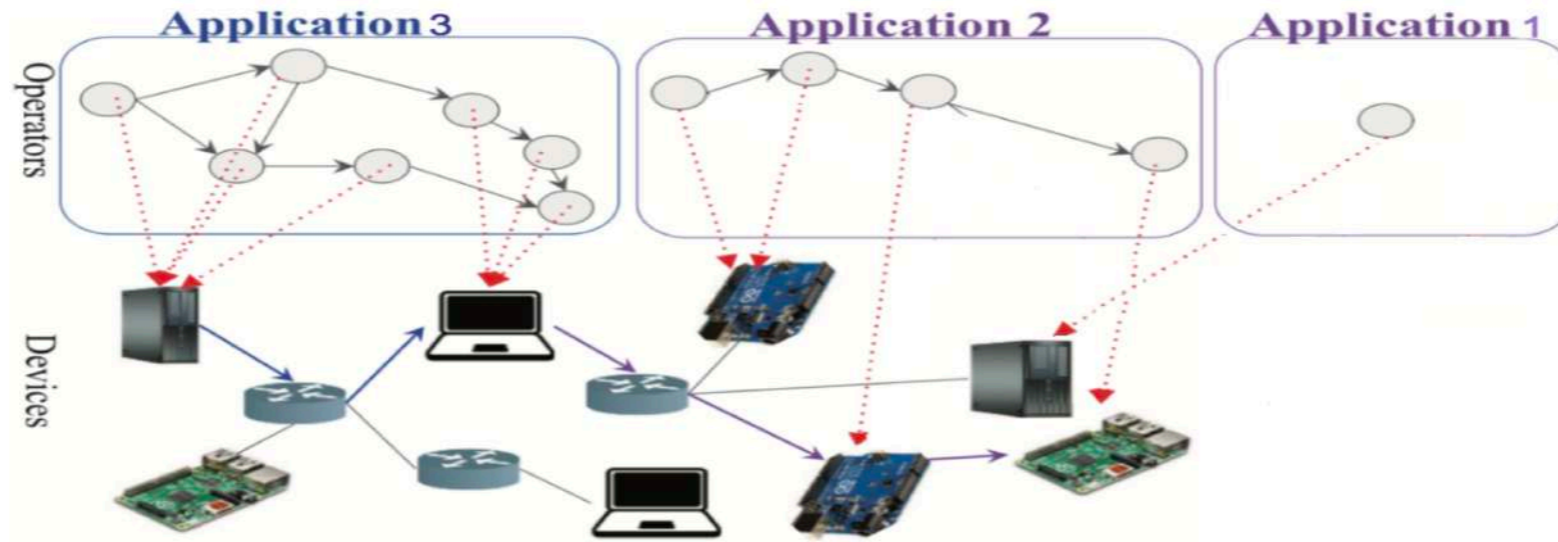 Application 3
Application 2
Application 1
Operators
Devices